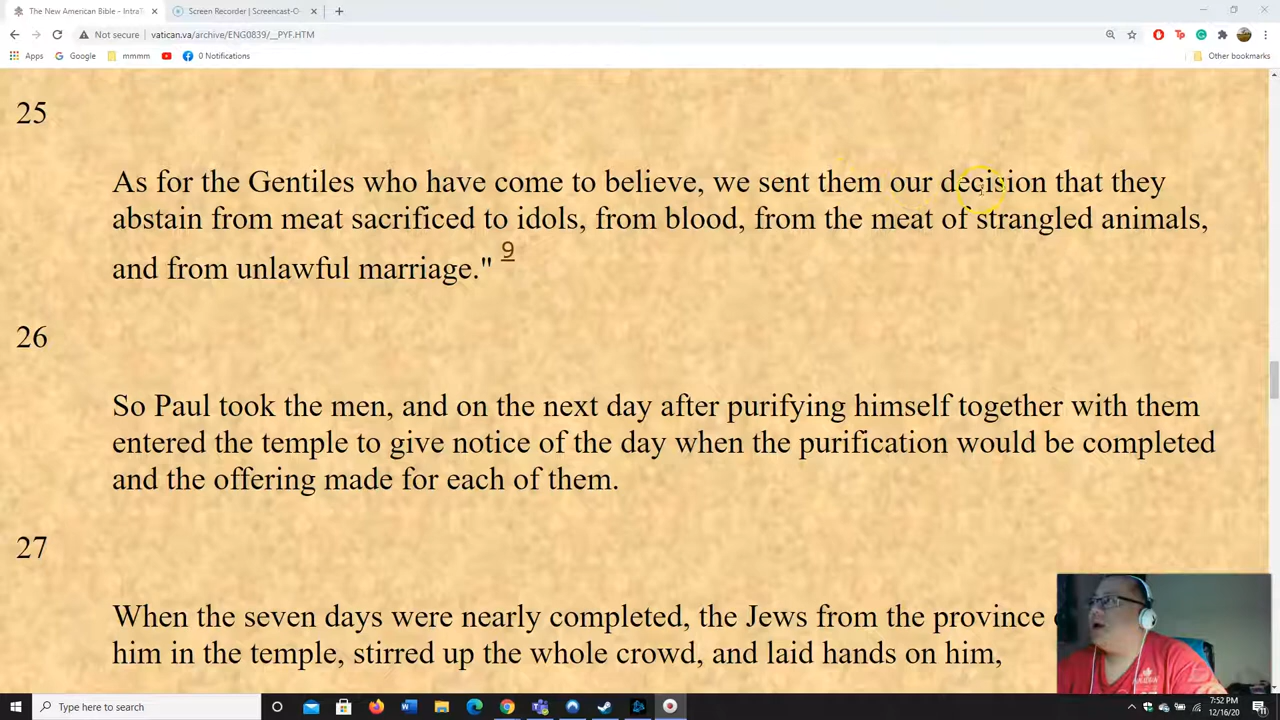 The New American Bible - IntraT
Screen Recorder | Screencast-O-
Not secure | vatican.va/archive/ENG0839/__PYF.HTM
Apps Google mmmm 0 Notifications Other bookmarks
25
As for the Gentiles who have come to believe, we sent them our decision that they
abstain from meat sacrificed to idols, from blood, from the meat of strangled animals,
and from unlawful marriage." 9
26
So Paul took the men, and on the next day after purifying himself together with them
entered the temple to give notice of the day when the purification would be completed
and the offering made for each of them.
27
When the seven days were nearly completed, the Jews from the province
him in the temple, stirred up the whole crowd, and laid hands on him,
Type here to search
7:52 PM
12/16/20